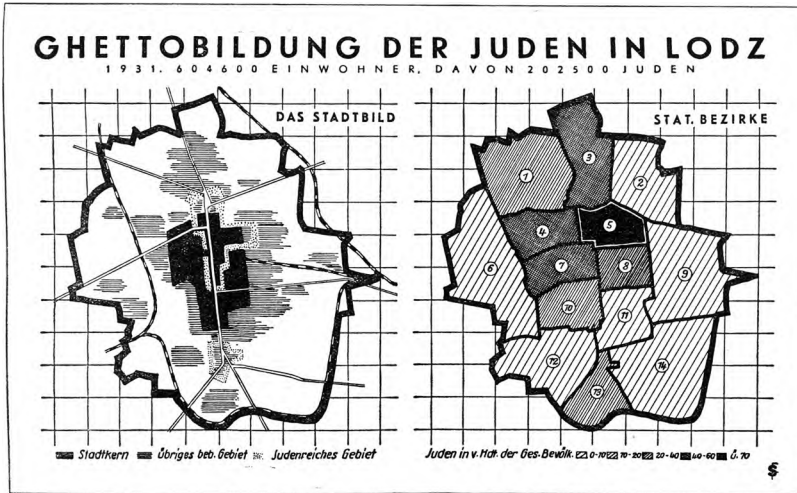 GHETTOBILDUNG DER JUDEN IN LODZ
1931. 604600 EINWOHNER, DAVON 202500 JUDEN
DAS STADTBILD
Stadtkern Übriges beb. Gebiet Judenreiches Gebiet
STAT. BEZIRKE
3
1
2
4
5
6
7
8
9
10
11
12
14
13
Juden in v. Hdt. der Ges. Bevölk. 0-10 10-20 20-40 40-60 ü. 70